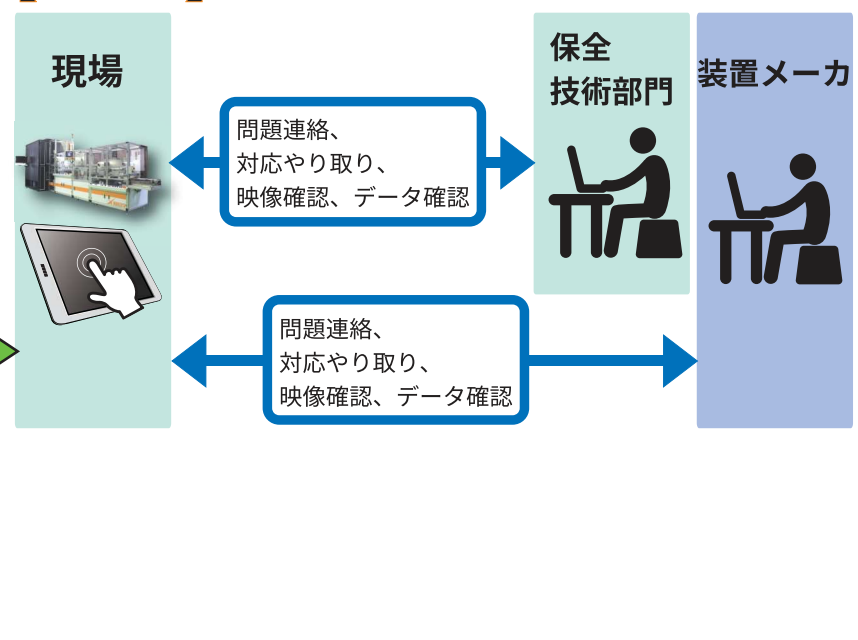 現場
保全
技術部門
装置メーカ
問題連絡、
対応やり取り、
映像確認、データ確認
問題連絡、
対応やり取り、
映像確認、データ確認